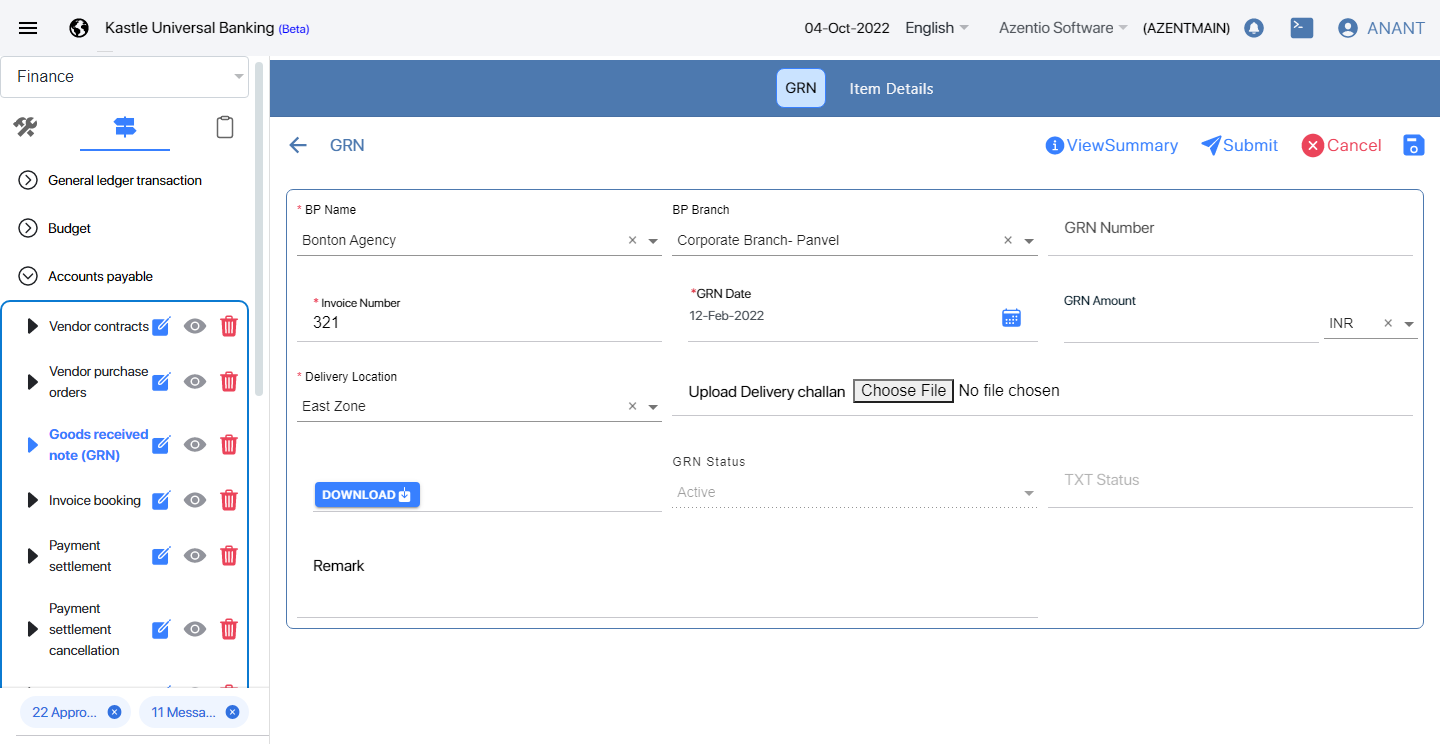 Kastle Universal Banking (Beta)
04-Oct-2022 English Azentio Software (AZENTMAIN) ANANT
Finance
General ledger transaction
Budget
Accounts payable
Vendor contracts
Vendor purchase
orders
Goods received
note (GRN)
Invoice booking
Payment
settlement
Payment
settlement
cancellation
22 Appro...
11 Messa...
GRN Item Details
GRN
ViewSummary Submit Cancel
* BP Name
Bonton Agency ×
BP Branch
Corporate Branch- Panvel ×
GRN Number
* Invoice Number
321
*GRN Date
12-Feb-2022
GRN Amount
INR ×
* Delivery Location
East Zone ×
Upload Delivery challan Choose File No file chosen
DOWNLOAD
GRN Status
Active
TXT Status
Remark